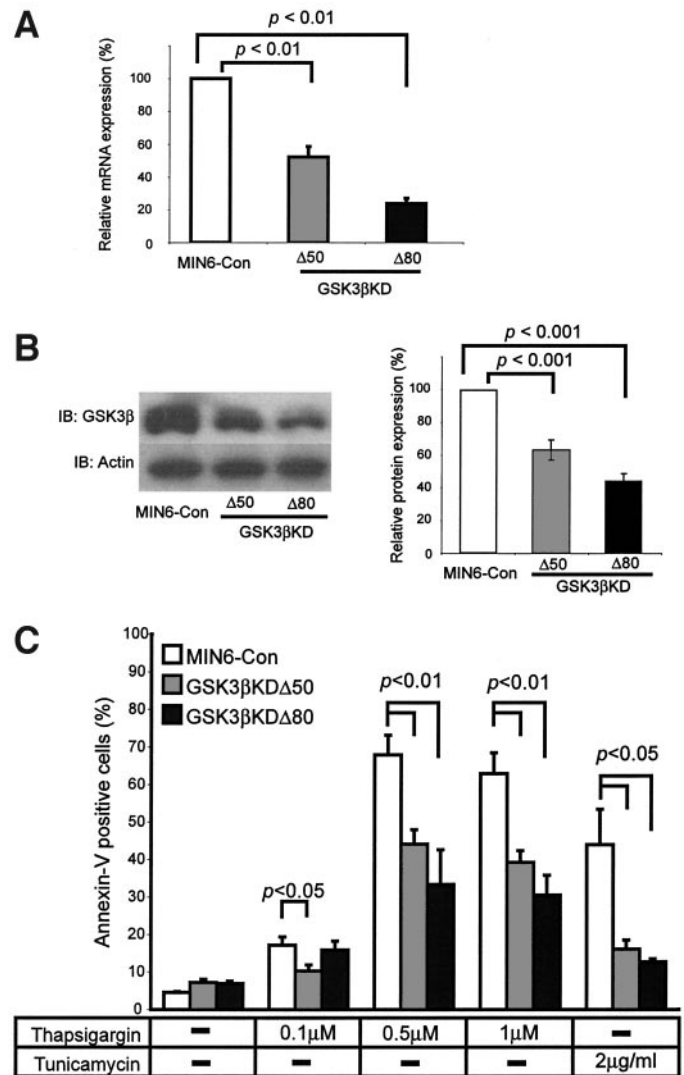 A
p < 0.01
p < 0.01
Relative mRNA expression (%)
100
80
60
40
20
0
MIN6-Con
Δ50
Δ80
GSK3βKD
B
IB: GSK3β
IB: Actin
MIN6-Con
Δ50
Δ80
GSK3βKD
p < 0.001
p < 0.001
Relative protein expression (%)
100
80
60
40
20
0
MIN6-Con
Δ50
Δ80
GSK3βKD
C
Annexin-V positive cells (%)
100
90
80
70
60
50
40
30
20
10
0
MIN6-Con
GSK3βKDΔ50
GSK3βKDΔ80
p<0.05
p<0.01
p<0.01
p<0.05
Thapsigargin - 0.1µM 0.5µM 1µM -
Tunicamycin - - - - 2µg/ml